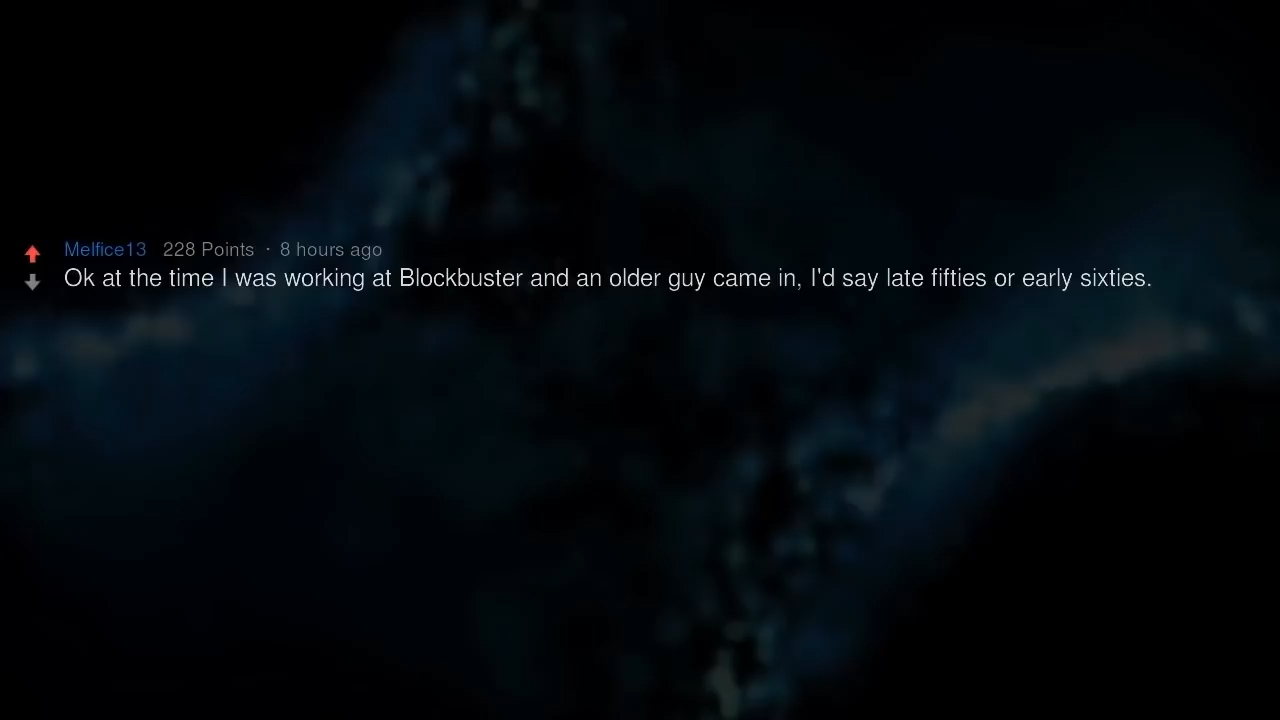 Melfice13 228 Points · 8 hours ago
Ok at the time I was working at Blockbuster and an older guy came in, I'd say late fifties or early sixties.